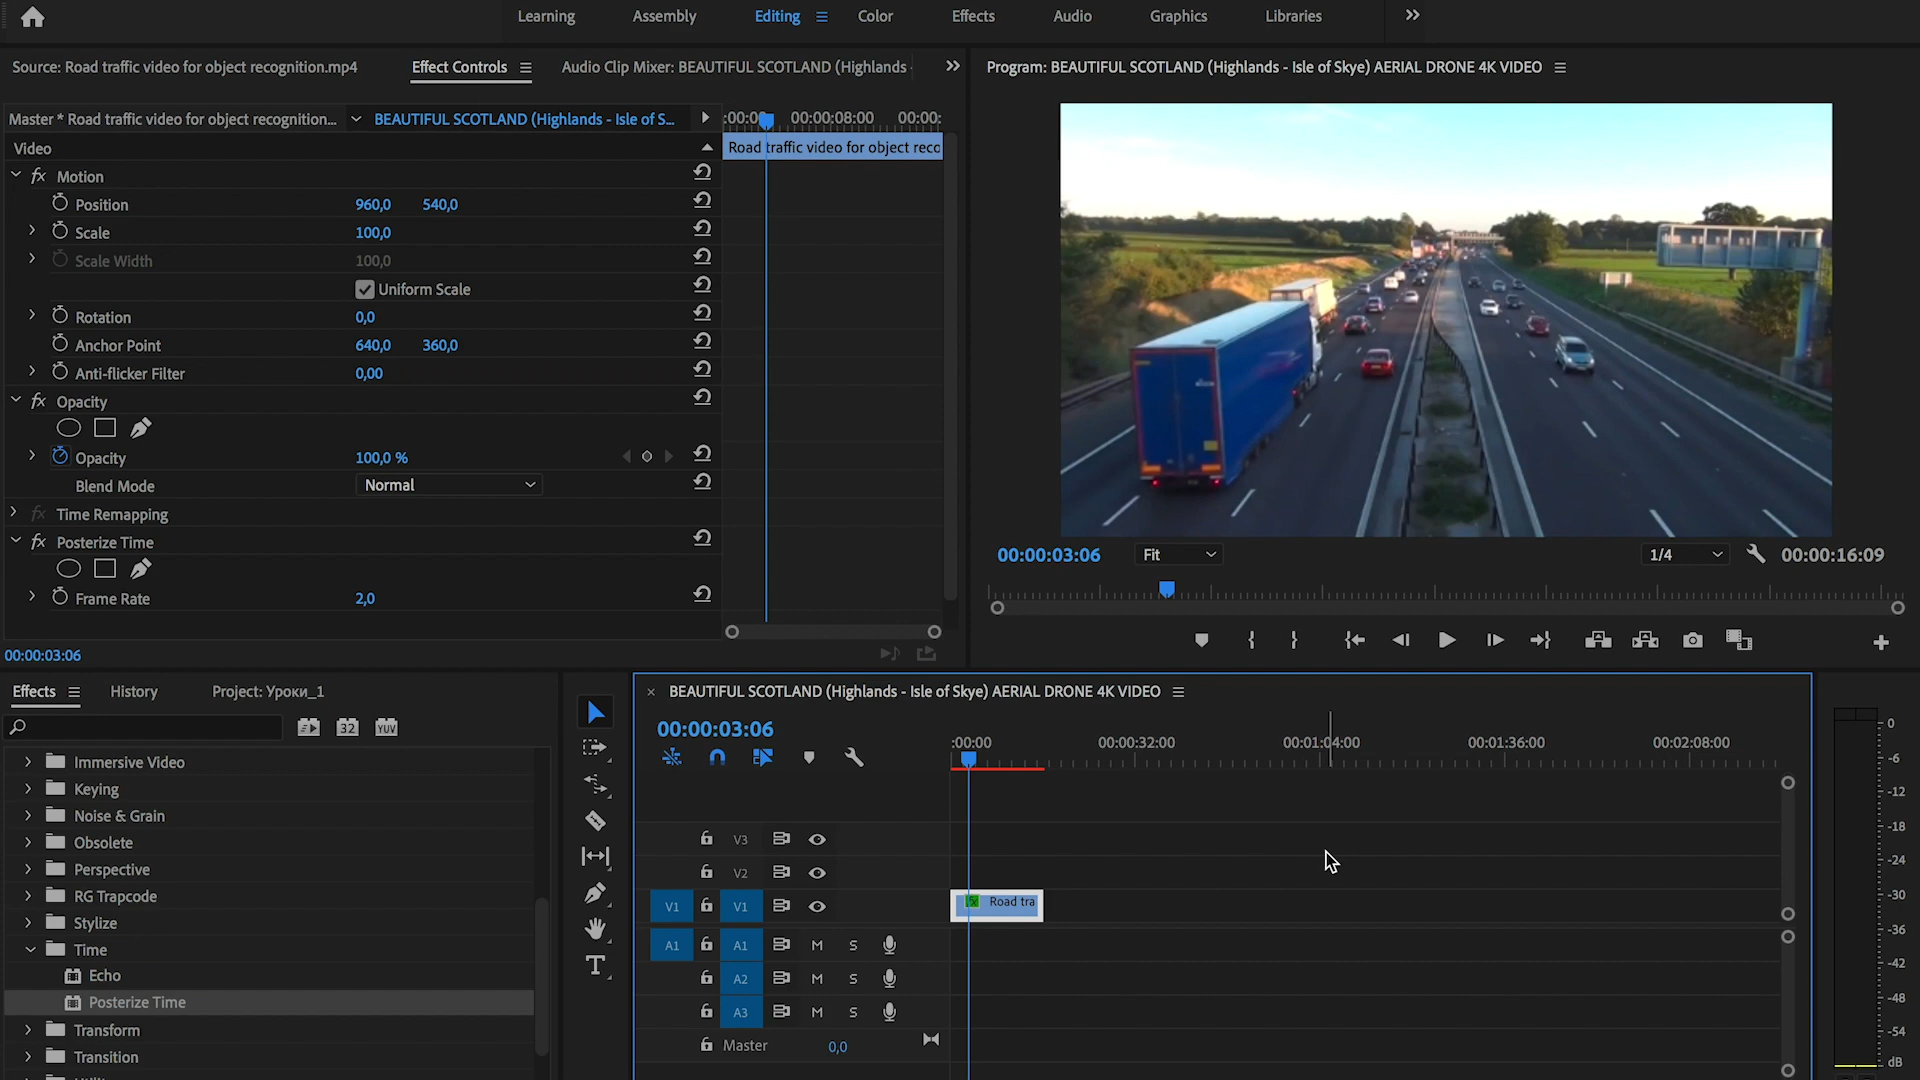 Learning Assembly Editing Color Effects Audio Graphics Libraries
Source: Road traffic video for object recognition.mp4 Effect Controls Audio Clip Mixer: BEAUTIFUL SCOTLAND (Highlands
Program: BEAUTIFUL SCOTLAND (Highlands - Isle of Skye) AERIAL DRONE 4K VIDEO
Master * Road traffic video for object recognition... BEAUTIFUL SCOTLAND (Highlands - Isle of S...
:00:00 00:00:08:00 00:00:
Road traffic video for object reco
Video
fx Motion
Position 960,0 540,0
Scale 100,0
Scale Width 100,0
Uniform Scale
Rotation 0,0
Anchor Point 640,0 360,0
Anti-flicker Filter 0,00
fx Opacity
Opacity 100,0 %
Blend Mode Normal
fx Time Remapping
fx Posterize Time
Frame Rate 2,0
00:00:03:06
00:00:03:06 Fit 1/4 00:00:16:09
Effects History Project: Уроки_1
32 YUV
Immersive Video
Keying
Noise & Grain
Obsolete
Perspective
RG Trapcode
Stylize
Time
Echo
Posterize Time
Transform
Transition
× BEAUTIFUL SCOTLAND (Highlands - Isle of Skye) AERIAL DRONE 4K VIDEO
00:00:03:06
:00:00 00:00:32:00 00:01:04:00 00:01:36:00 00:02:08:00
V3
V2
V1 V1
fx Road tra
A1 A1 M S
A2 M S
A3 M S
Master 0,0
0
-6
-12
-18
-24
-30
-36
-42
-48
-54
dB